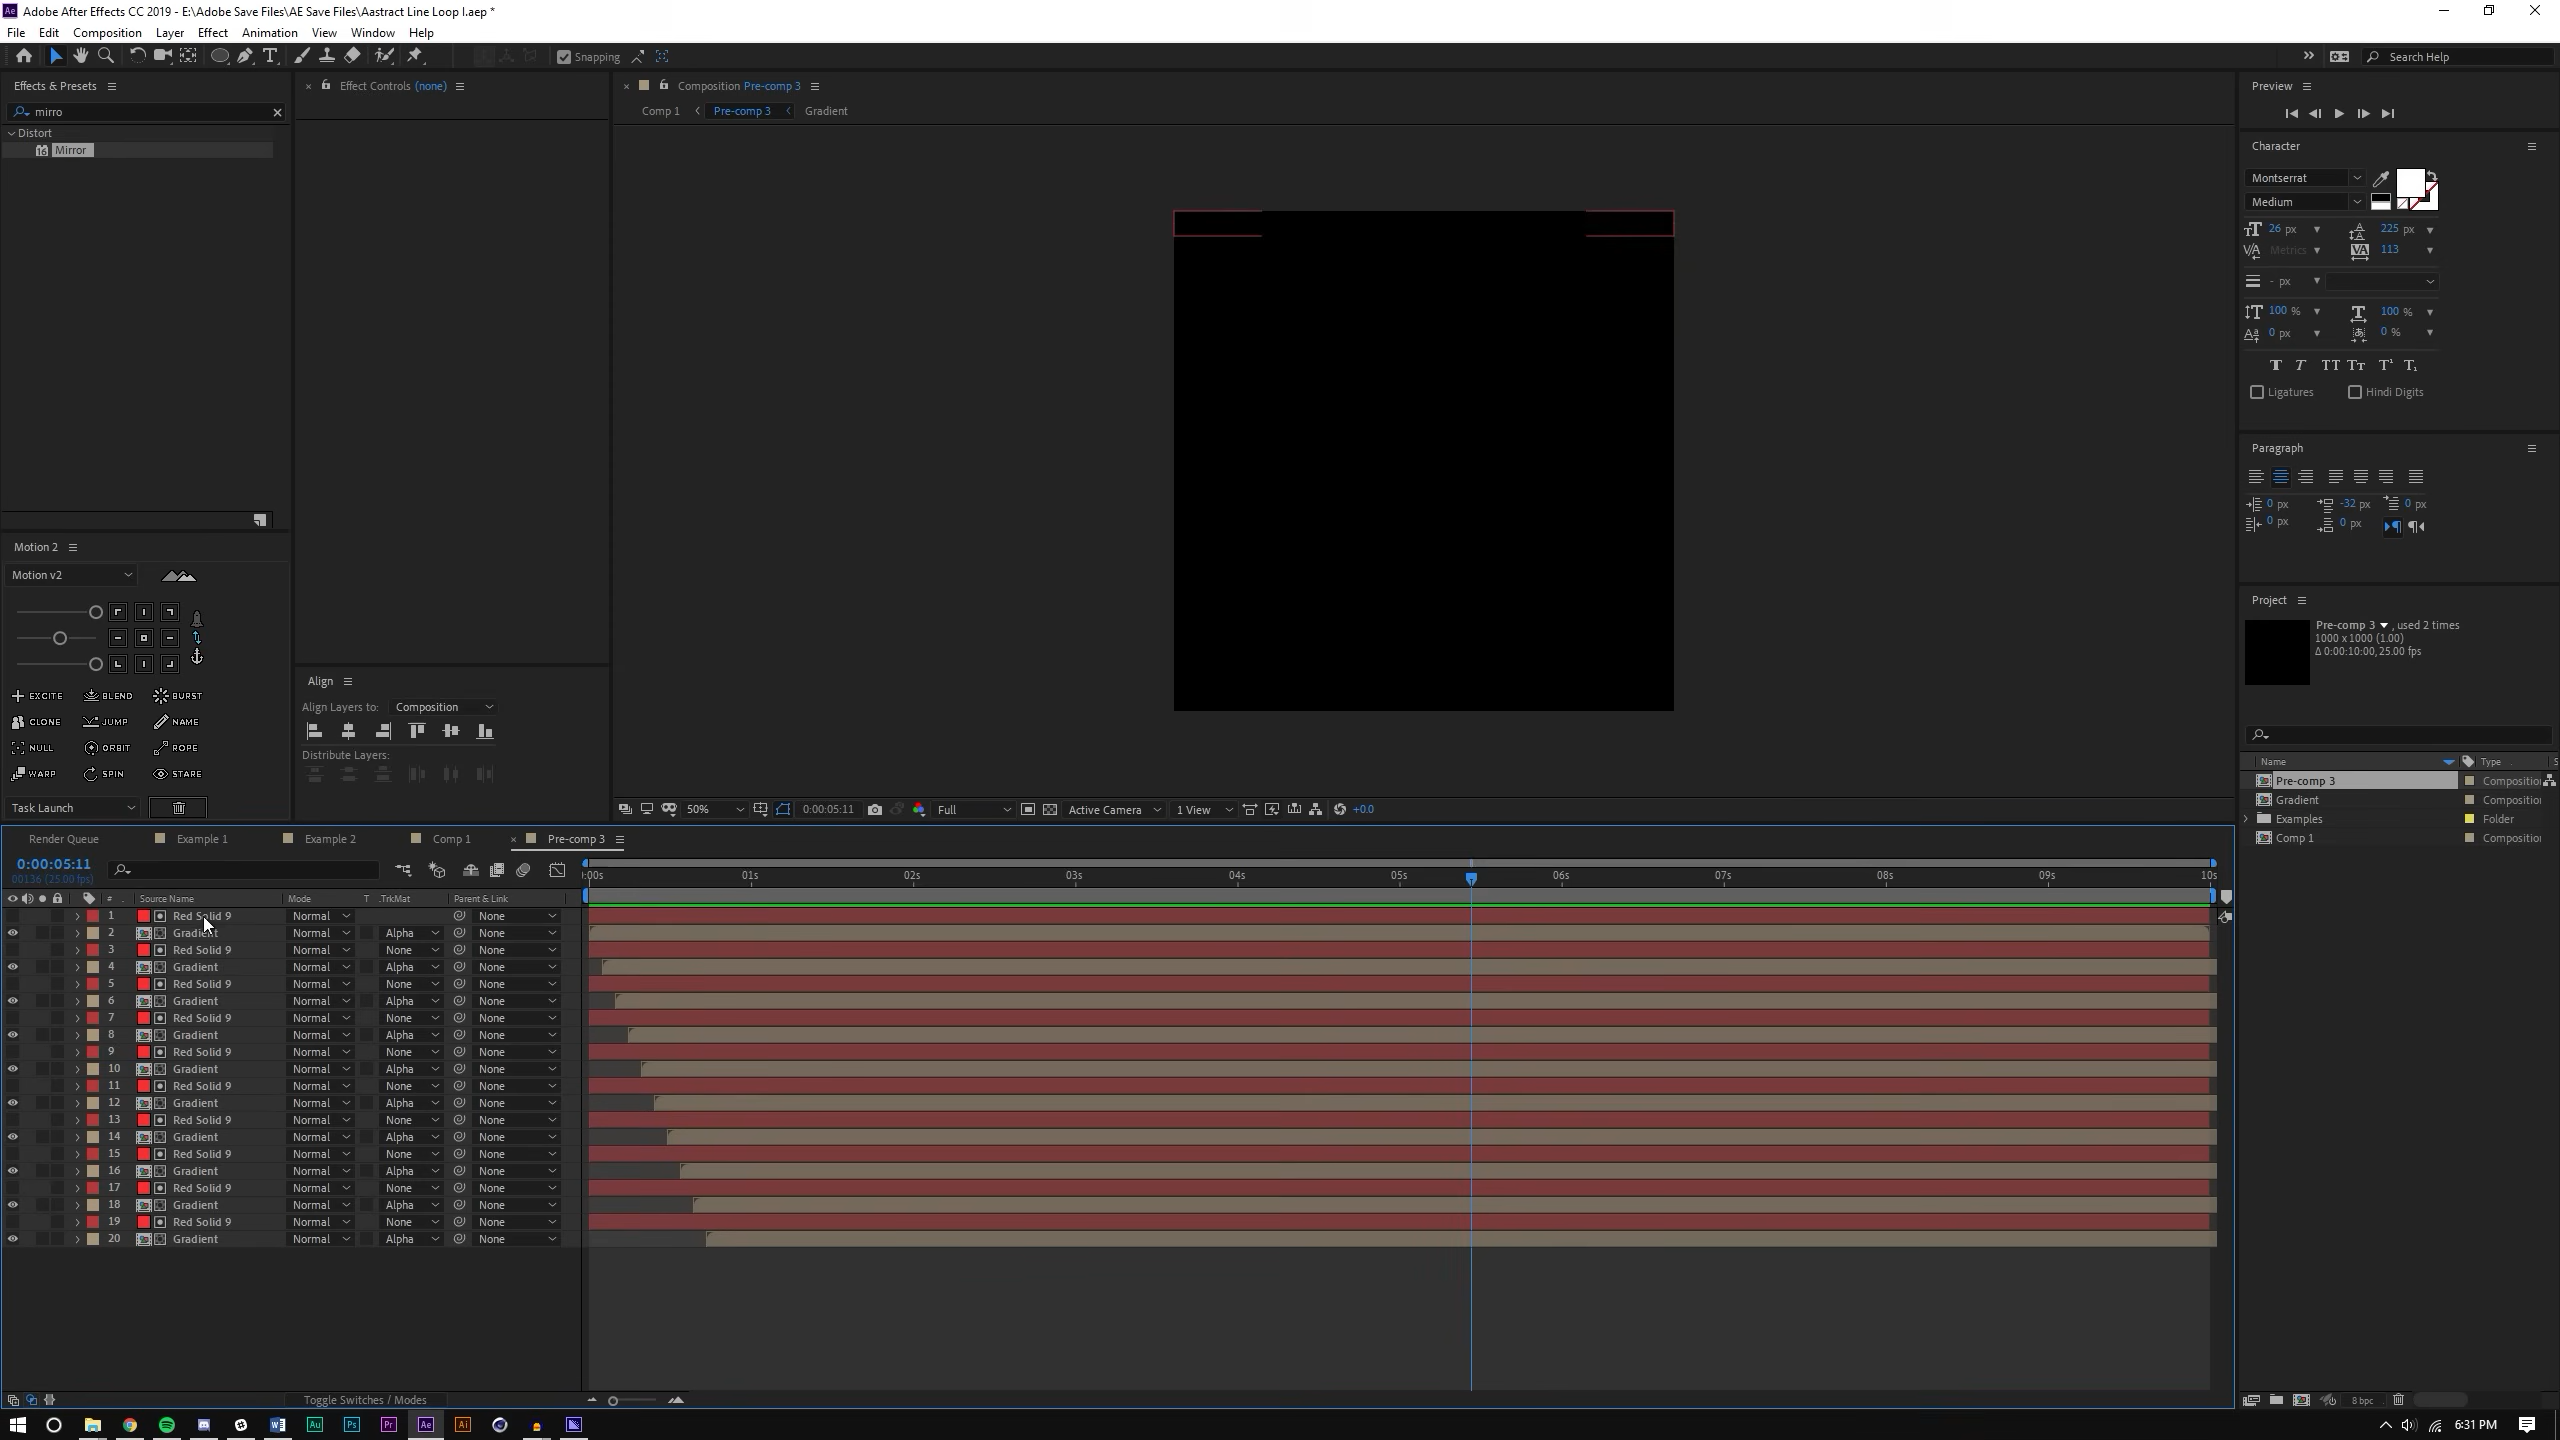 Adobe After Effects CC 2019 - E:\Adobe Save Files\AE Save Files\Aastract Line Loop I.aep *
File Edit Composition Layer Effect Animation View Window Help
Snapping
Search Help
Effects & Presets
mirro
Distort
Mirror
Effect Controls (none)
Composition Pre-comp 3
Comp 1 Pre-comp 3 Gradient
Preview
Character
Montserrat
Medium
26 px 225 px
Metrics 113
- px
100 % 100 %
0 px 0 %
Ligatures Hindi Digits
Paragraph
0 px -32 px 0 px
0 px 0 px
Motion 2
Motion v2
EXCITE BLEND BURST
CLONE JUMP NAME
NULL ORBIT ROPE
WARP SPIN STARE
Task Launch
Align
Align Layers to: Composition
Distribute Layers:
50% 0:00:05:11 Full Active Camera 1 View +0.0
Project
Pre-comp 3 , used 2 times
1000 x 1000 (1.00)
Δ 0:00:10:00, 25.00 fps
Name Type
Pre-comp 3 Compositio
Gradient Compositio
Examples Folder
Comp 1 Compositio
8 bpc
Render Queue Example 1 Example 2 Comp 1 Pre-comp 3
0:00:05:11
00136 (25.00 fps)
:00s 01s 02s 03s 04s 05s 06s 07s 08s 09s 10s
# Source Name Mode T .TrkMat Parent & Link
1 Red Solid 9 Normal None
2 Gradient Normal Alpha None
3 Red Solid 9 Normal None None
4 Gradient Normal Alpha None
5 Red Solid 9 Normal None None
6 Gradient Normal Alpha None
7 Red Solid 9 Normal None None
8 Gradient Normal Alpha None
9 Red Solid 9 Normal None None
10 Gradient Normal Alpha None
11 Red Solid 9 Normal None None
12 Gradient Normal Alpha None
13 Red Solid 9 Normal None None
14 Gradient Normal Alpha None
15 Red Solid 9 Normal None None
16 Gradient Normal Alpha None
17 Red Solid 9 Normal None None
18 Gradient Normal Alpha None
19 Red Solid 9 Normal None None
20 Gradient Normal Alpha None
Toggle Switches / Modes
6:31 PM